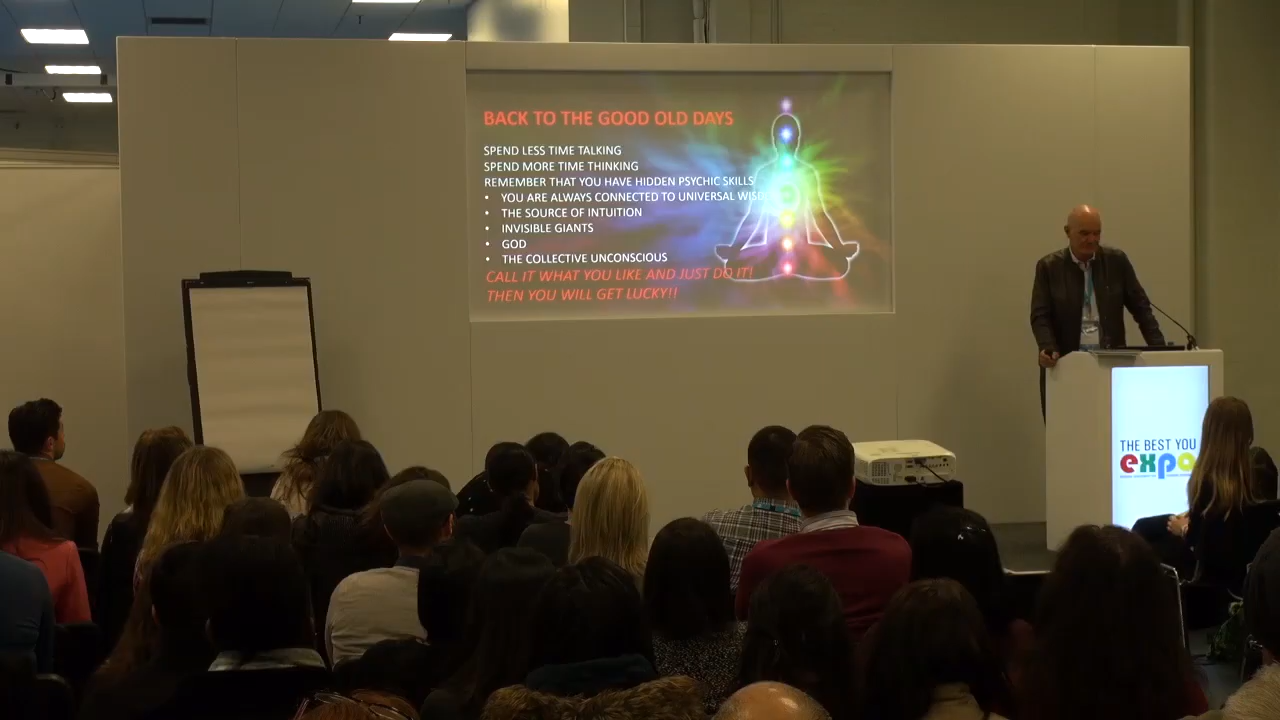 BACK TO THE GOOD OLD DAYS
SPEND LESS TIME TALKING
SPEND MORE TIME THINKING
REMEMBER THAT YOU HAVE HIDDEN PSYCHIC SKILLS
• YOU ARE ALWAYS CONNECTED TO UNIVERSAL
• THE SOURCE OF INTUITION
• INVISIBLE GIANTS
• GOD
• THE COLLECTIVE UNCONSCIOUS
CALL IT WHAT YOU LIKE AND JUST DO IT!
THEN YOU WILL GET LUCKY!!
THE BEST YOU
expo